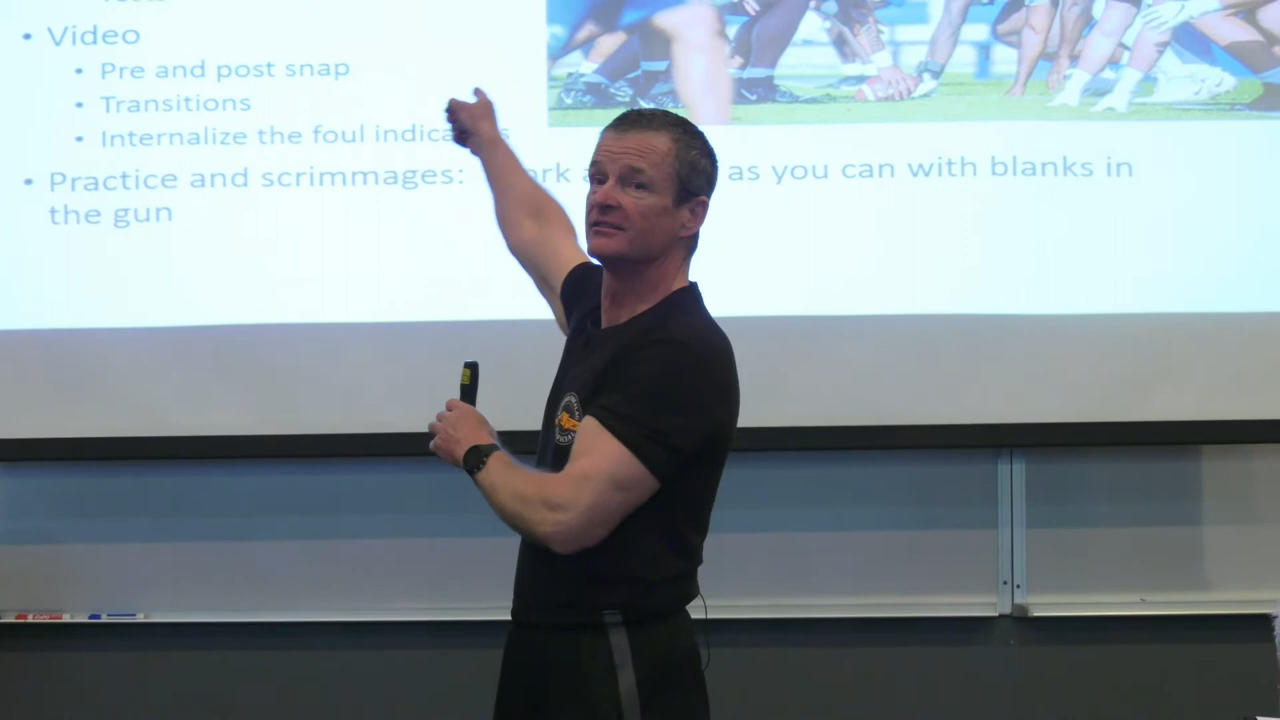 • Video
• Pre and post snap
• Transitions
• Internalize the foul
• Practice and scrimmages: as you can with blanks in
the gun